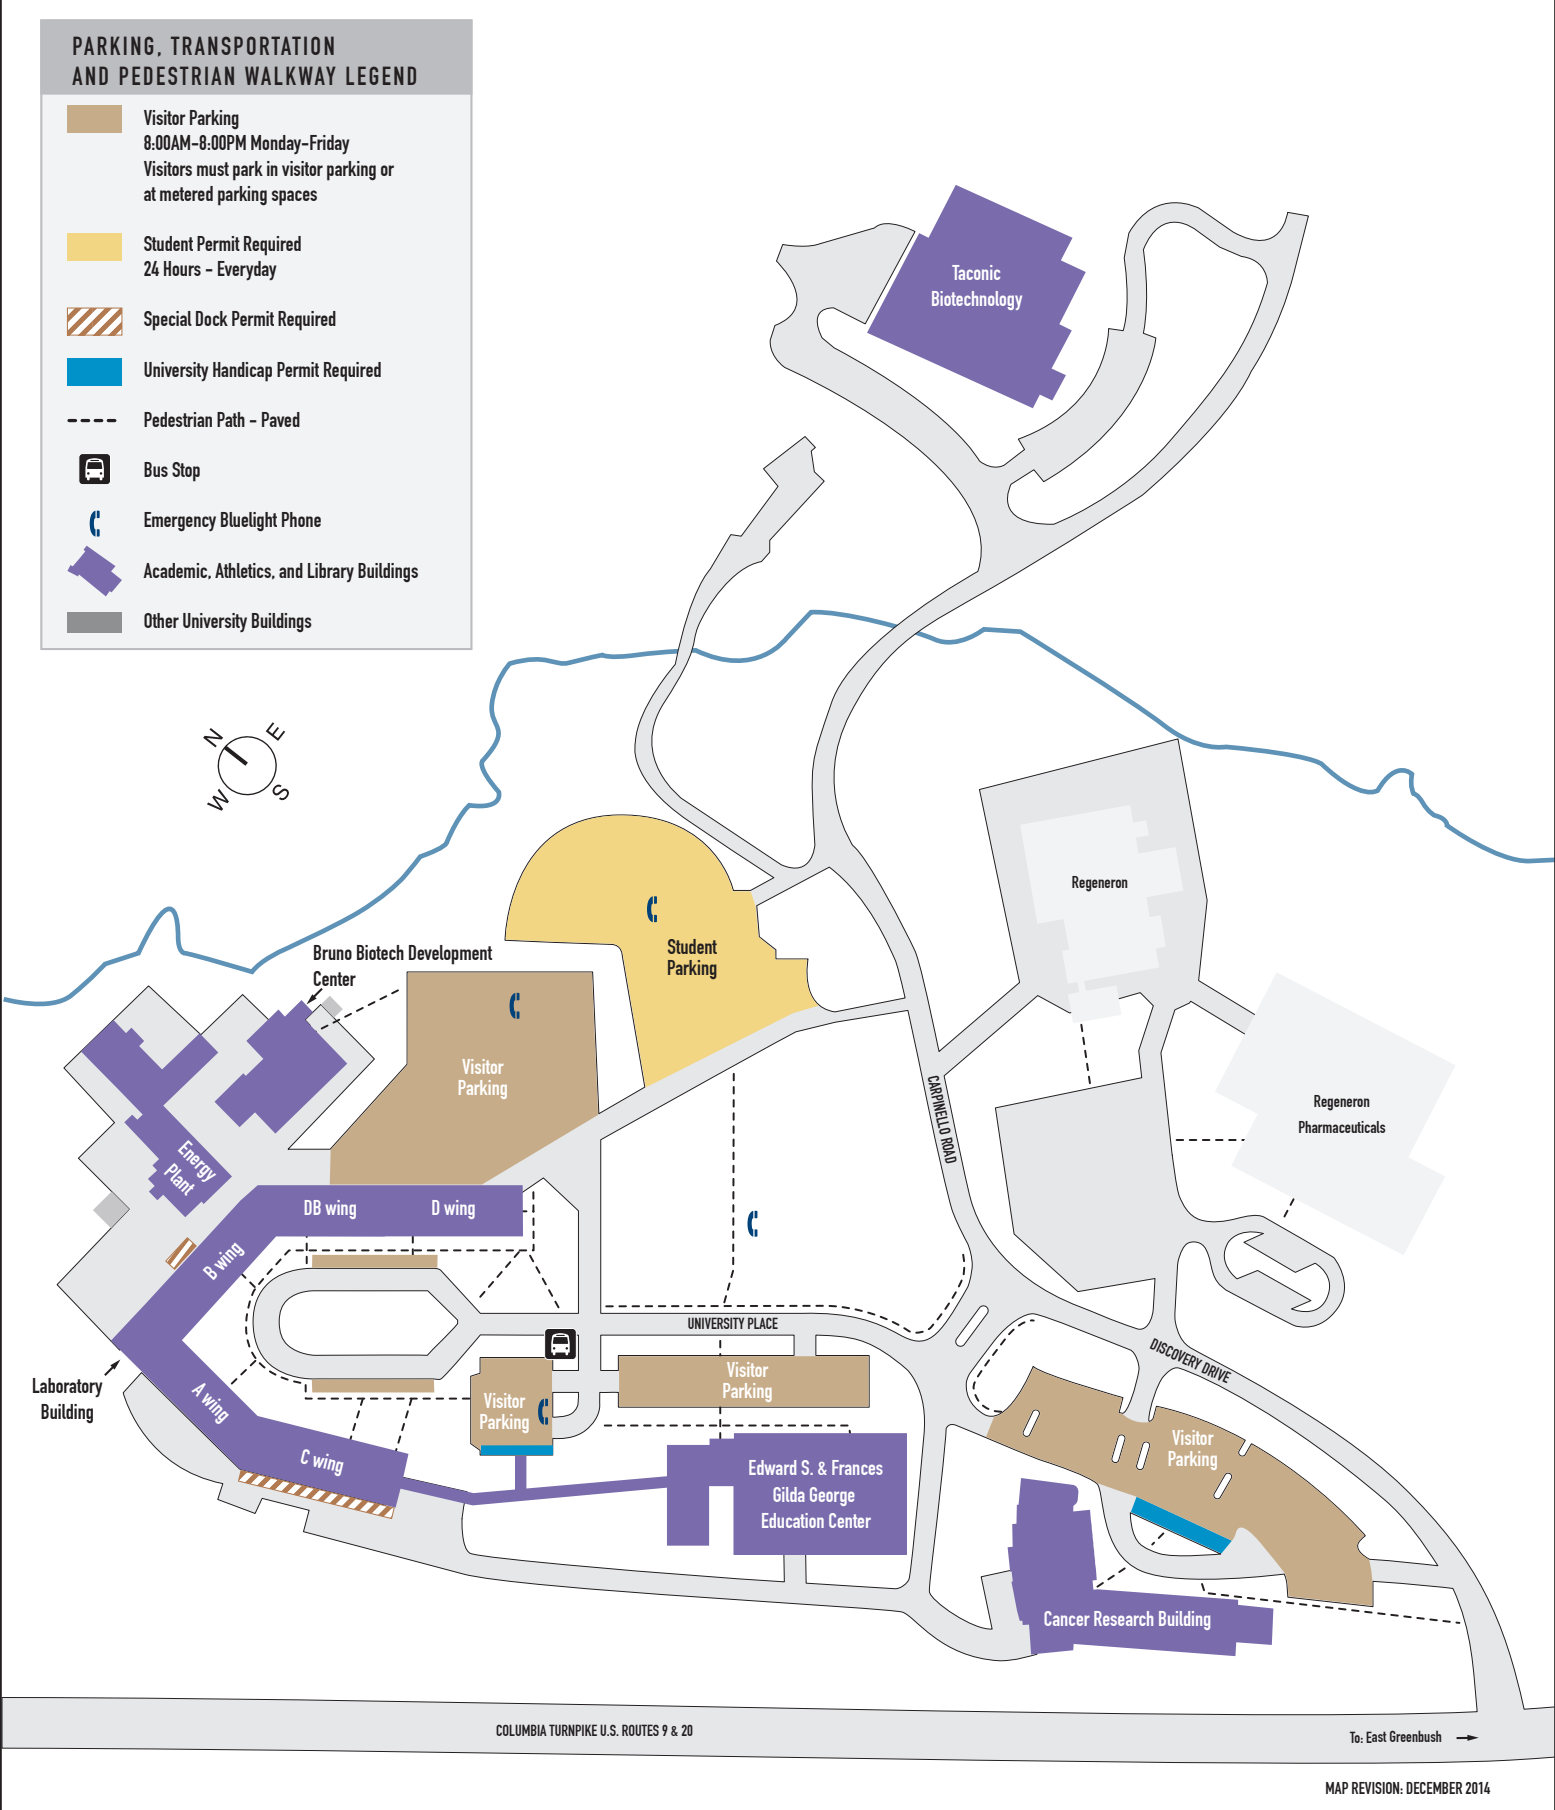 PARKING, TRANSPORTATION
AND PEDESTRIAN WALKWAY LEGEND
Visitor Parking
8:00AM-8:00PM Monday-Friday
Visitors must park in visitor parking or
at metered parking spaces
Student Permit Required
24 Hours - Everyday
Special Dock Permit Required
University Handicap Permit Required
Pedestrian Path - Paved
Bus Stop
Emergency Bluelight Phone
Academic, Athletics, and Library Buildings
Other University Buildings
Taconic
Biotechnology
N
E
W
S
Regeneron
Bruno Biotech Development
Center
Student
Parking
Visitor
Parking
CARPINELLO ROAD
Regeneron
Pharmaceuticals
Energy
Plant
DB wing
D wing
B wing
UNIVERSITY PLACE
DISCOVERY DRIVE
Laboratory
Building
A wing
Visitor
Parking
Visitor
Parking
Visitor
Parking
C wing
Edward S. & Frances
Gilda George
Education Center
Cancer Research Building
COLUMBIA TURNPIKE U.S. ROUTES 9 & 20
To: East Greenbush
MAP REVISION: DECEMBER 2014